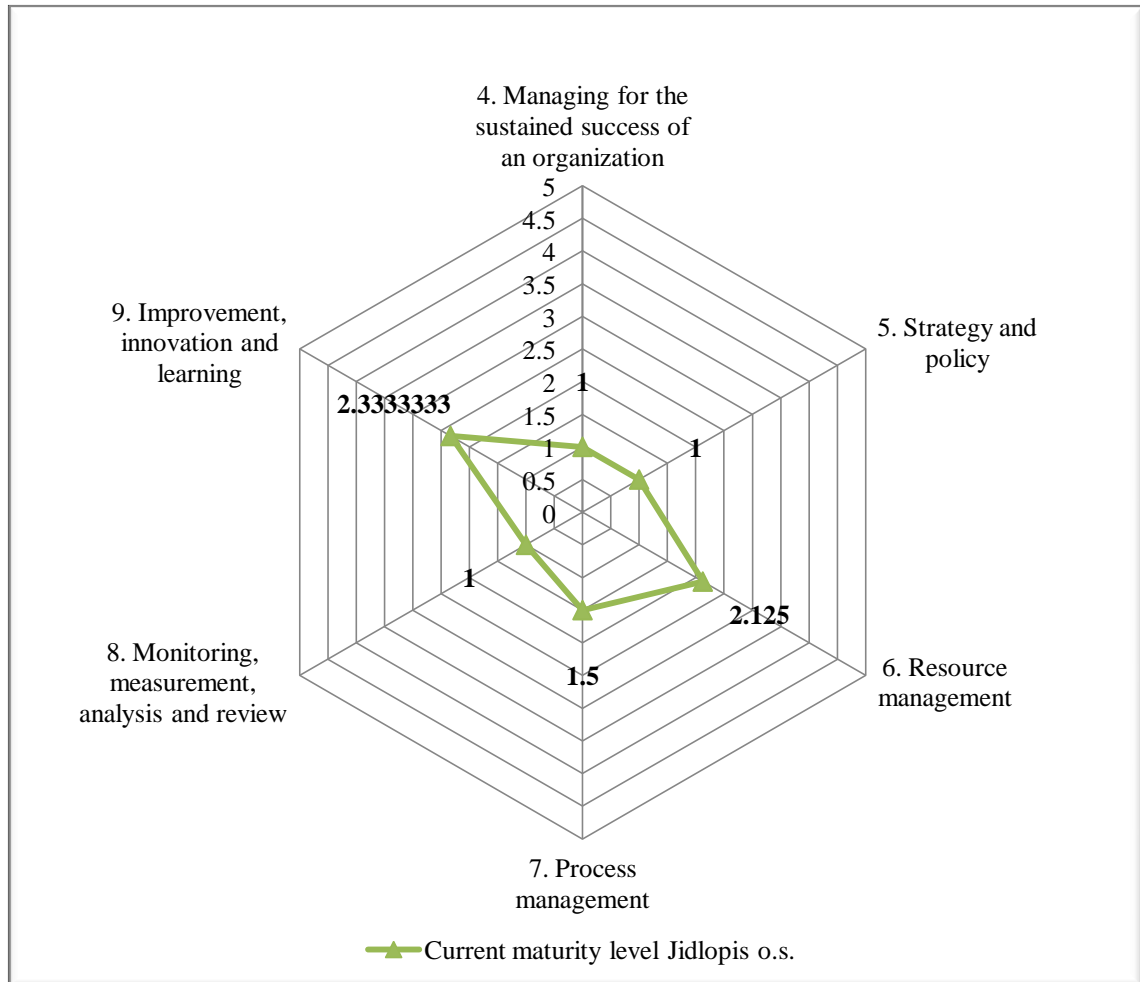 4. Managing for the
sustained success of
an organization
5
4.5
4
3.5
3
2.5
2
1.5
1
0.5
0
9. Improvement,
innovation and
learning
5. Strategy and
policy
1
2.3333333
1
1
2.125
1.5
8. Monitoring,
measurement,
analysis and review
6. Resource
management
7. Process
management
Current maturity level Jidlopis o.s.